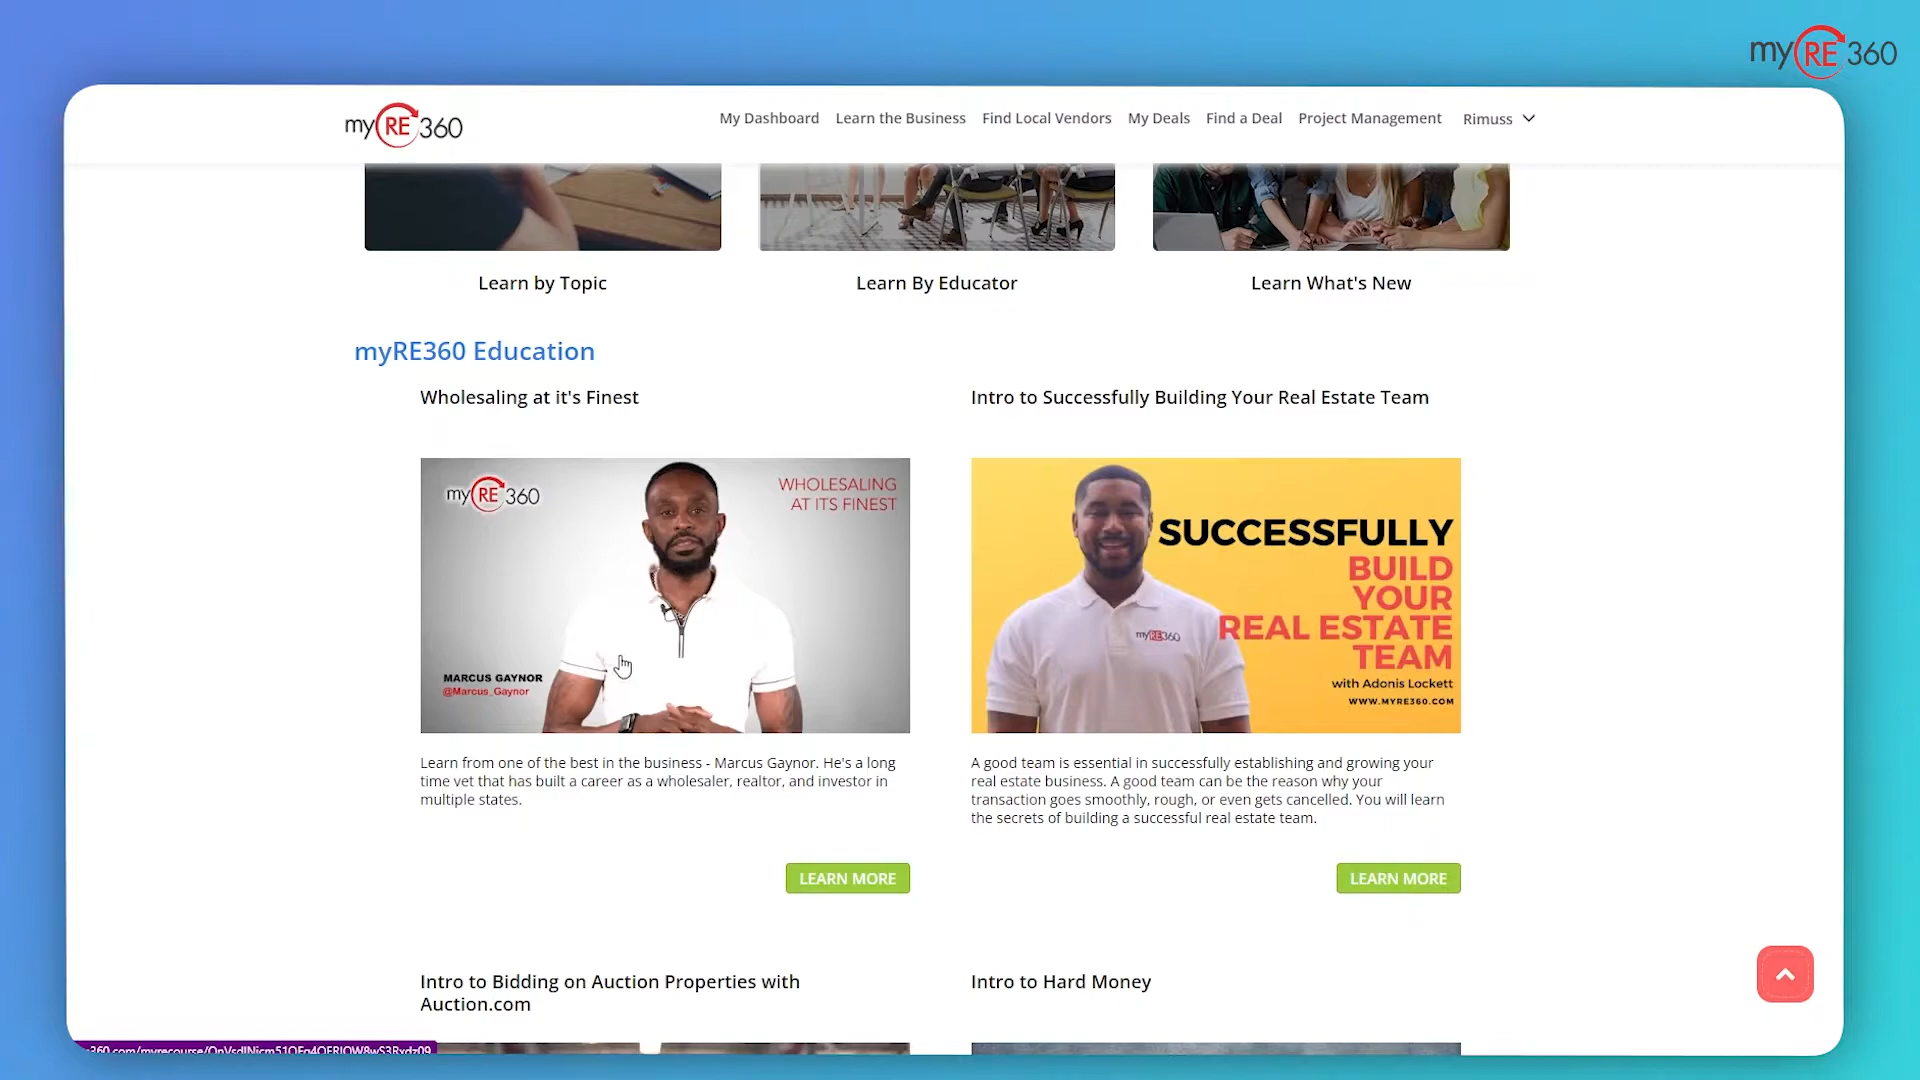 myRE360
myRE360
My Dashboard Learn the Business Find Local Vendors My Deals Find a Deal Project Management Rimuss
Learn by Topic
Learn By Educator
Learn What's New
myRE360 Education
Wholesaling at it's Finest
myRE360
WHOLESALING
AT ITS FINEST
MARCUS GAYNOR
@Marcus_Gaynor
Learn from one of the best in the business - Marcus Gaynor. He's a long
time vet that has built a career as a wholesaler, realtor, and investor in
multiple states.
LEARN MORE
Intro to Successfully Building Your Real Estate Team
SUCCESSFULLY
BUILD
YOUR
REAL ESTATE
TEAM
with Adonis Lockett
WWW.MYRE360.COM
myRE360
A good team is essential in successfully establishing and growing your
real estate business. A good team can be the reason why your
transaction goes smoothly, rough, or even gets cancelled. You will learn
the secrets of building a successful real estate team.
LEARN MORE
Intro to Bidding on Auction Properties with
Auction.com
Intro to Hard Money